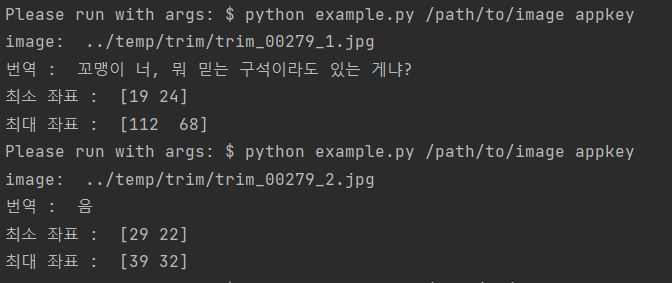 Please run with args: $ python example.py /path/to/image appkey
image:  ../temp/trim/trim_00279_1.jpg
번역 :  꼬맹이 너, 뭐 믿는 구석이라도 있는 게냐?
최소 좌표 :  [19 24]
최대 좌표 :  [112  68]
Please run with args: $ python example.py /path/to/image appkey
image:  ../temp/trim/trim_00279_2.jpg
번역 :  음
최소 좌표 :  [29 22]
최대 좌표 :  [39 32]